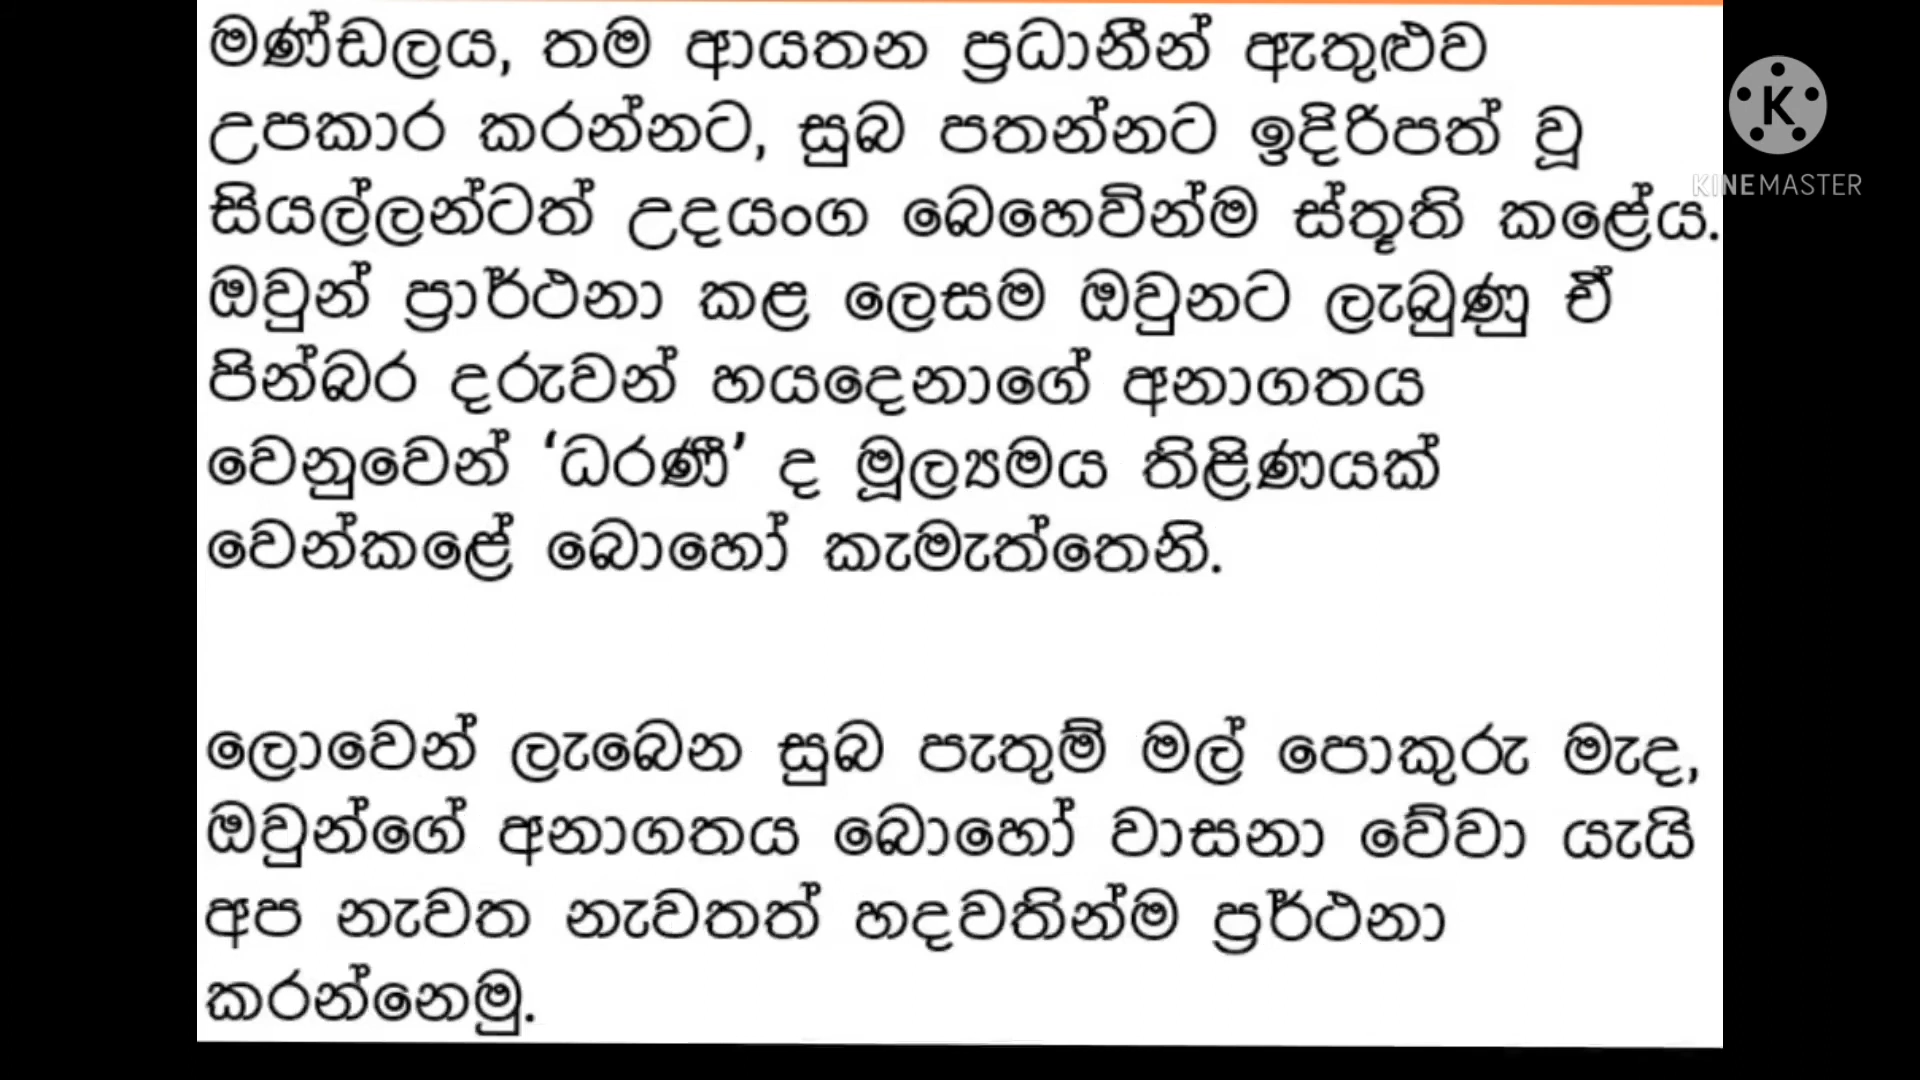 මණ්ඩලය, තම ආයතන ප්‍රධානීන් ඇතුළුව
උපකාර කරන්නට, සුබ පතන්නට ඉදිරිපත් වූ
සියල්ලන්ටත් උදයංග බෙහෙවින්ම ස්තූති කළේය.
ඔවුන් ප්‍රාර්ථනා කළ ලෙසම ඔවුනට ලැබුණු ඒ
පින්බර දරුවන් හයදෙනාගේ අනාගතය
වෙනුවෙන් ‘ධරණී’ ද මූල්‍යමය තිළිණයක්
වෙන්කළේ බොහෝ කැමැත්තෙනි.
ලොවෙන් ලැබෙන සුබ පැතුම් මල් පොකුරු මැද,
ඔවුන්ගේ අනාගතය බොහෝ වාසනා වේවා යැයි
අප නැවත නැවතත් හදවතින්ම ප්‍රර්ථනා
කරන්නෙමු.
K
KINEMASTER